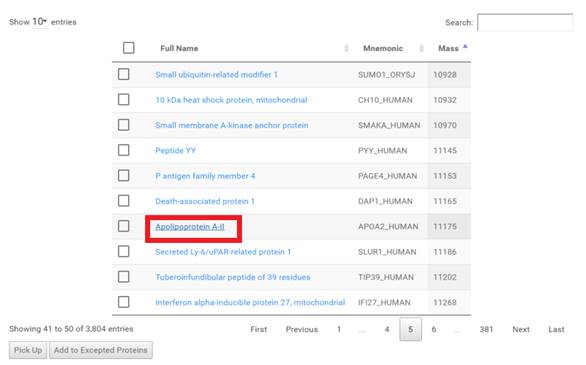 Show 10 entries Search:
Full Name Mnemonic Mass
Small ubiquitin-related modifier 1 SUMO1_ORYSJ 10928
10 kDa heat shock protein, mitochondrial CH10_HUMAN 10932
Small membrane A-kinase anchor protein SMAKA_HUMAN 10970
Peptide YY PYY_HUMAN 11145
P antigen family member 4 PAGE4_HUMAN 11153
Death-associated protein 1 DAP1_HUMAN 11165
Apolipoprotein A-II APOA2_HUMAN 11175
Secreted Ly-6/uPAR-related protein 1 SLUR1_HUMAN 11186
Tuberoinfundibular peptide of 39 residues TIP39_HUMAN 11202
Interferon alpha-inducible protein 27, mitochondrial IFI27_HUMAN 11268
Showing 41 to 50 of 3,804 entries First Previous 1 ... 4 5 6 ... 381 Next Last
Pick Up Add to Excepted Proteins